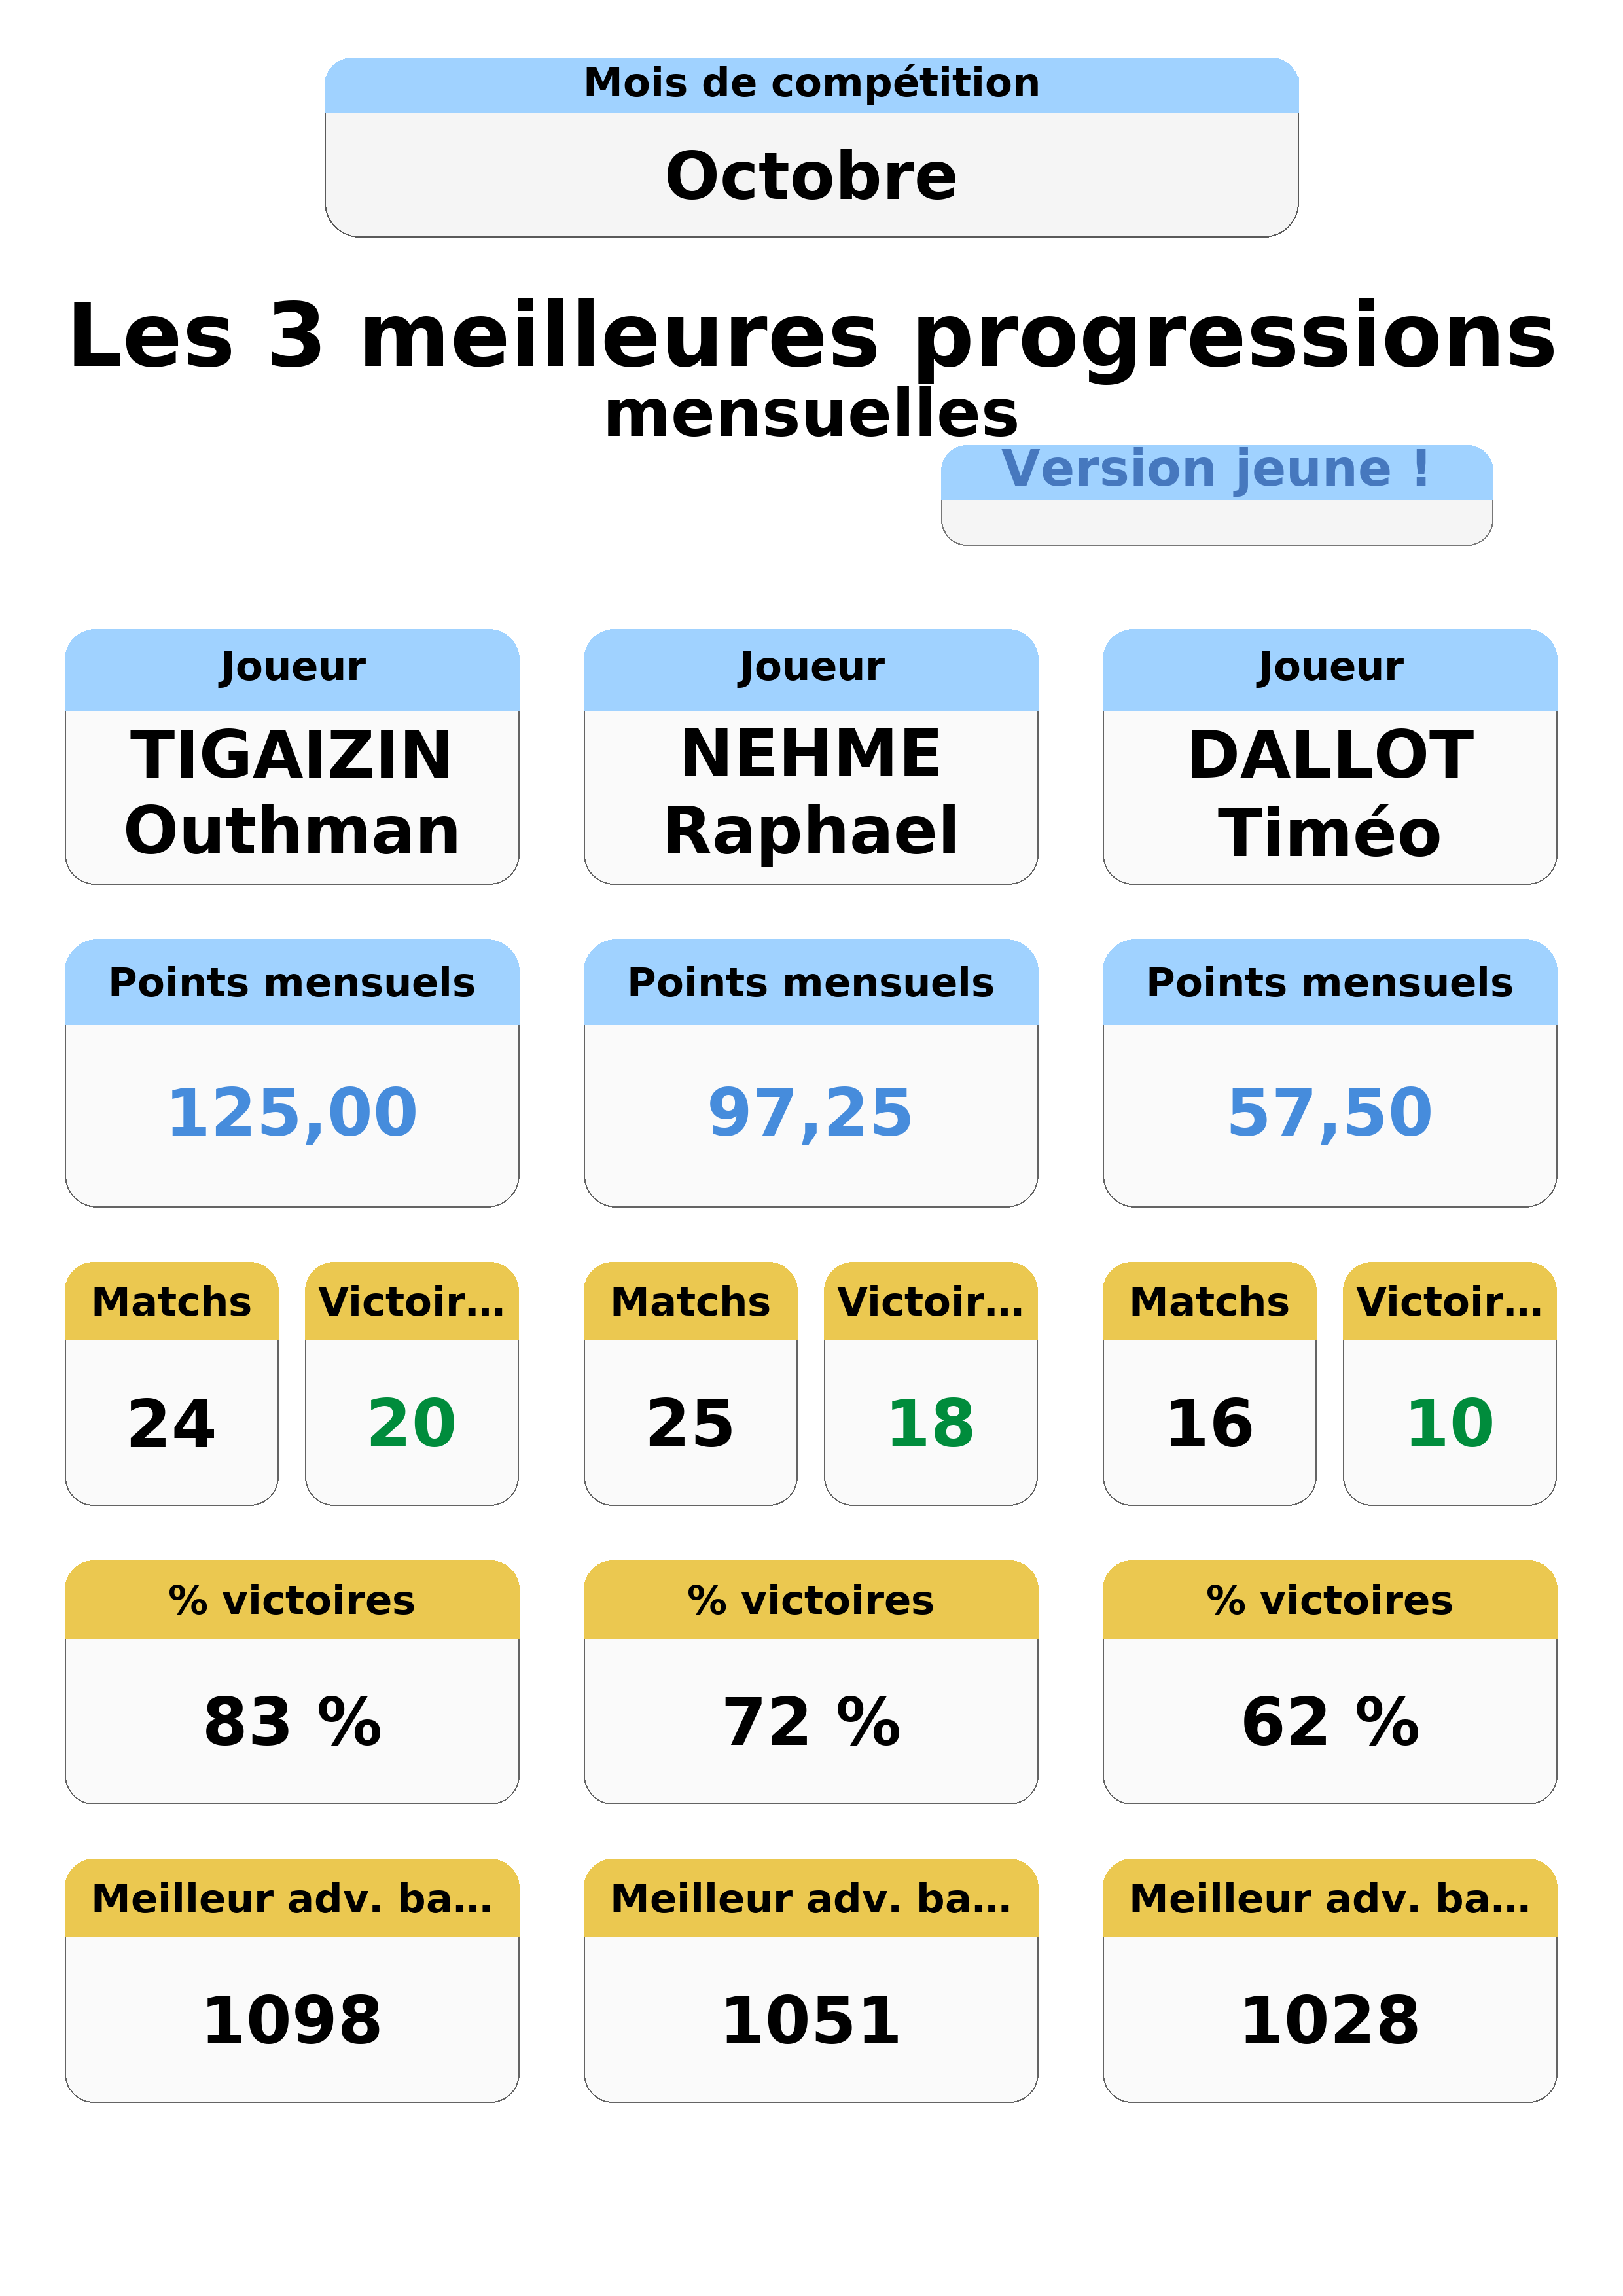 Mois de compétition
Octobre
Les 3 meilleures progressions
mensuelles
Version jeune !
Joueur
TIGAIZIN
Outhman
Joueur
NEHME
Raphael
Joueur
DALLOT
Timéo
Points mensuels
125,00
Points mensuels
97,25
Points mensuels
57,50
Matchs
24
Victoir...
20
Matchs
25
Victoir...
18
Matchs
16
Victoir...
10
% victoires
83 %
% victoires
72 %
% victoires
62 %
Meilleur adv. ba...
1098
Meilleur adv. ba...
1051
Meilleur adv. ba...
1028